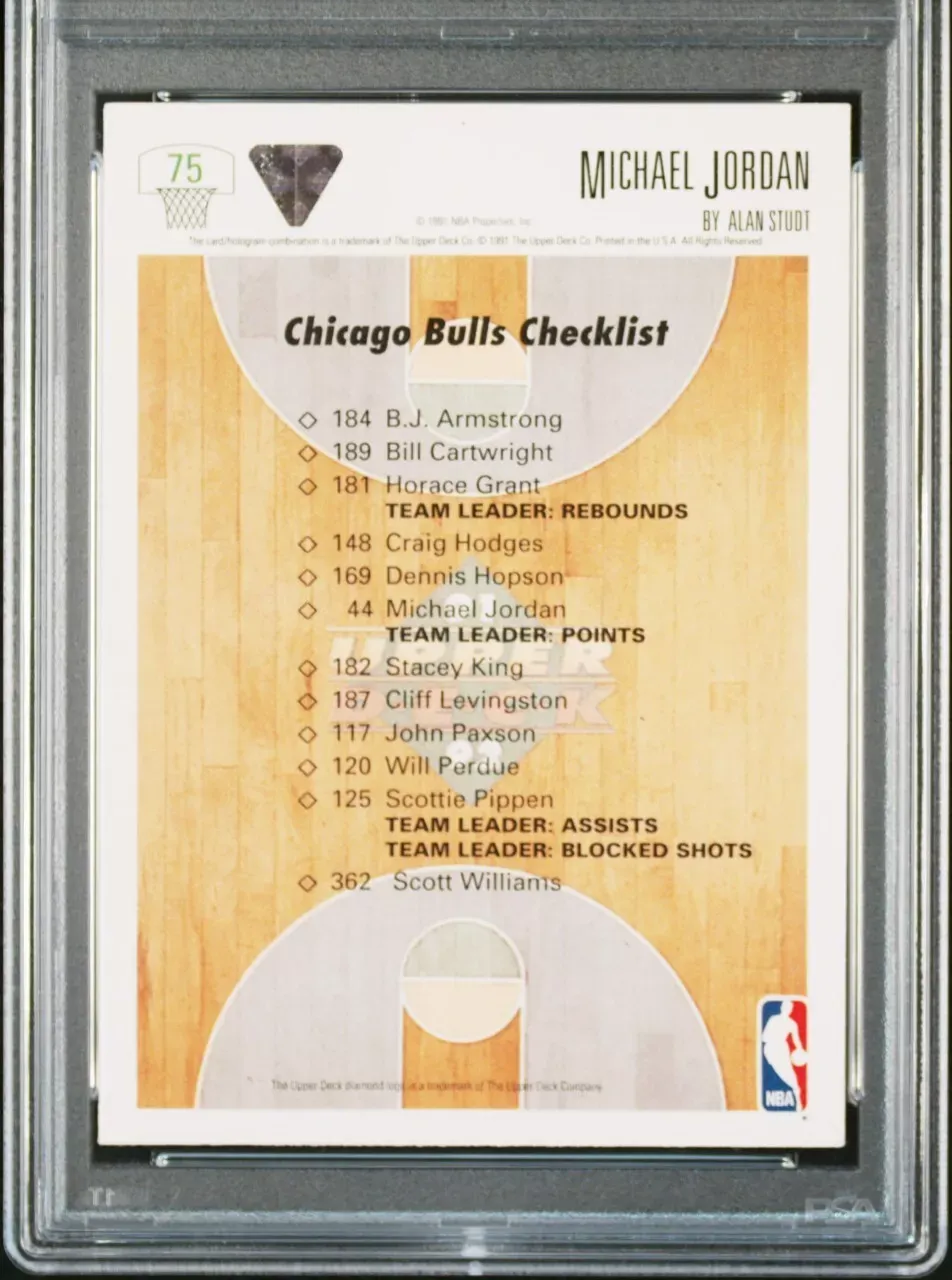 75
MICHAEL JORDAN
BY ALAN STUDT
© 1991 NBA Properties, Inc.
The card/hologram combination is a trademark of The Upper Deck Co. © 1991 The Upper Deck Co. Printed in the U.S.A. All Rights Reserved.
Chicago Bulls Checklist
◇ 184 B.J. Armstrong
◇ 189 Bill Cartwright
◇ 181 Horace Grant
TEAM LEADER: REBOUNDS
◇ 148 Craig Hodges
◇ 169 Dennis Hopson
◇ 44 Michael Jordan
TEAM LEADER: POINTS
◇ 182 Stacey King
◇ 187 Cliff Levingston
◇ 117 John Paxson
◇ 120 Will Perdue
◇ 125 Scottie Pippen
TEAM LEADER: ASSISTS
TEAM LEADER: BLOCKED SHOTS
◇ 362 Scott Williams
91
UPPER
DECK
92
The Upper Deck diamond logo is a trademark of The Upper Deck Company.
NBA
PSA